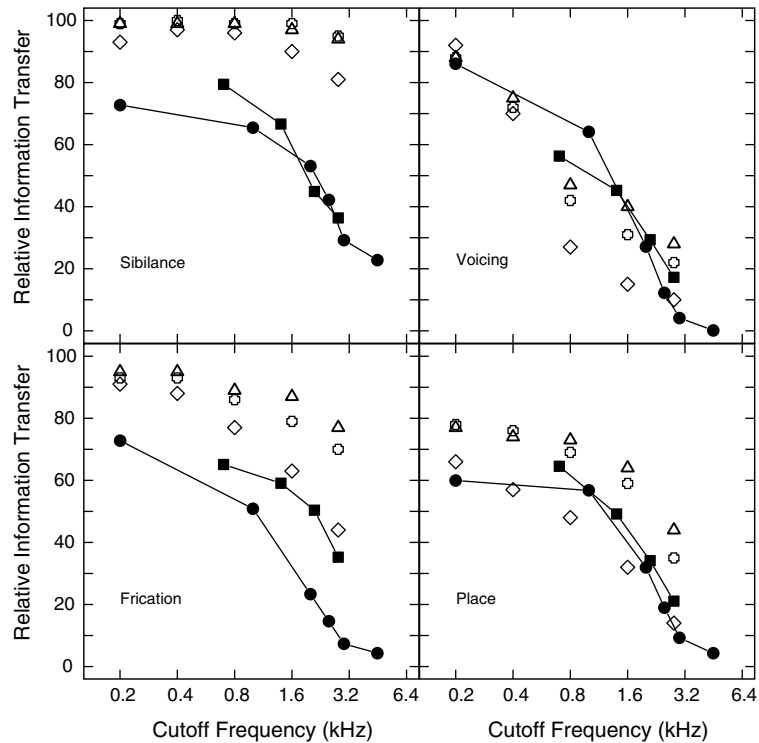 100
80
60
40
20
0
Relative Information Transfer
Sibilance
Voicing
100
80
60
40
20
0
Relative Information Transfer
Frication
Place
0.2 0.4 0.8 1.6 3.2 6.4
0.2 0.4 0.8 1.6 3.2 6.4
Cutoff Frequency (kHz)
Cutoff Frequency (kHz)